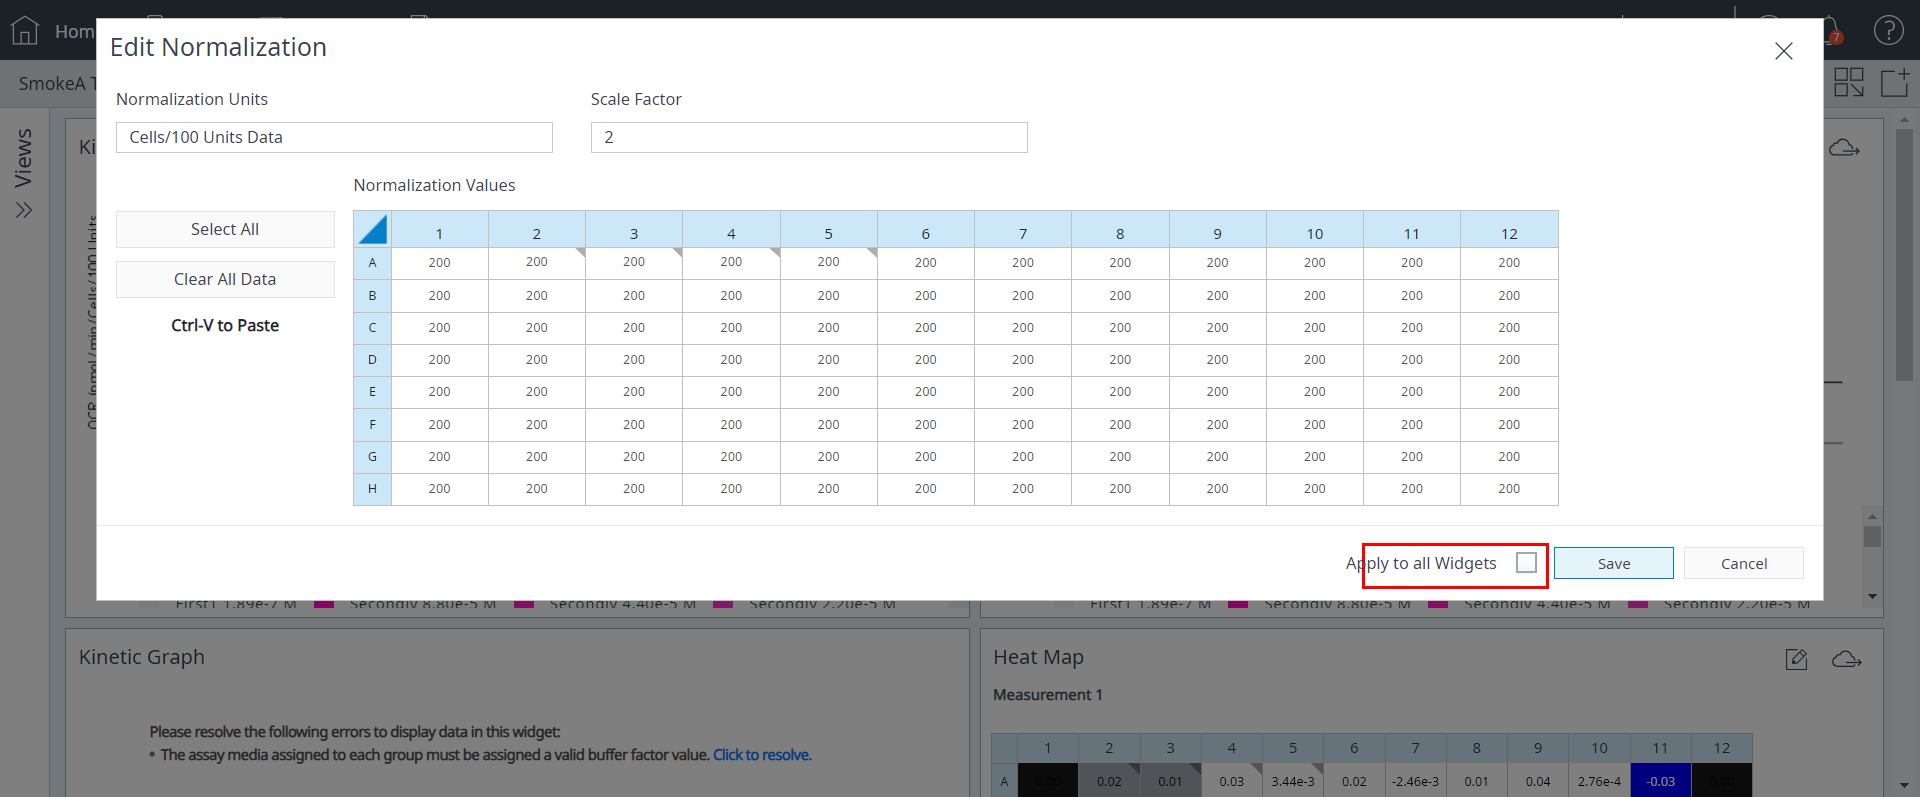 Hom
7
?
Edit Normalization
SmokeA T
Normalization Units
Scale Factor
Cells/100 Units Data
2
Views
Ki
Normalization Values
Select All
Clear All Data
Ctrl-V to Paste
1 2 3 4 5 6 7 8 9 10 11 12
A 200 200 200 200 200 200 200 200 200 200 200 200
B 200 200 200 200 200 200 200 200 200 200 200 200
C 200 200 200 200 200 200 200 200 200 200 200 200
D 200 200 200 200 200 200 200 200 200 200 200 200
E 200 200 200 200 200 200 200 200 200 200 200 200
F 200 200 200 200 200 200 200 200 200 200 200 200
G 200 200 200 200 200 200 200 200 200 200 200 200
H 200 200 200 200 200 200 200 200 200 200 200 200
Apply to all Widgets
Save
Cancel
First1 1.89e-7 M Secondly 8.80e-5 M Secondly 4.40e-5 M Secondly 2.20e-5 M
First1 1.89e-7 M Secondly 8.80e-5 M Secondly 4.40e-5 M Secondly 2.20e-5 M
Kinetic Graph
Please resolve the following errors to display data in this widget:
• The assay media assigned to each group must be assigned a valid buffer factor value. Click to resolve.
Heat Map
Measurement 1
1 2 3 4 5 6 7 8 9 10 11 12
A 0.00 0.02 0.01 0.03 3.44e-3 0.02 -2.46e-3 0.01 0.04 2.76e-4 -0.03